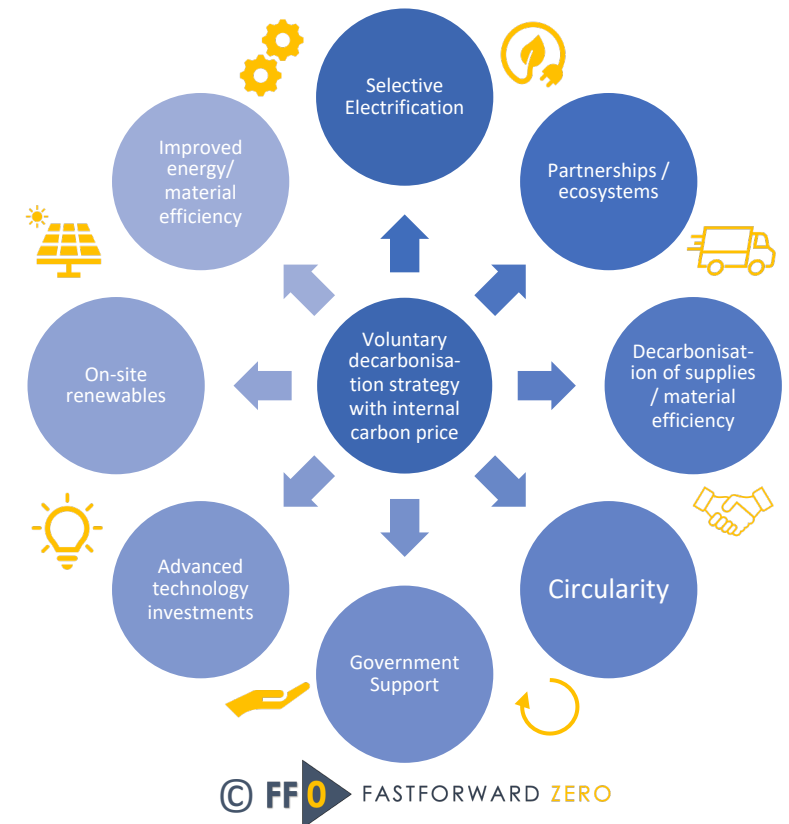 Selective
Electrification
Partnerships /
ecosystems
Decarbonisat-
ion of supplies
/ material
efficiency
Circularity
Government
Support
Advanced
technology
investments
On-site
renewables
Improved
energy/
material
efficiency
Voluntary
decarbonisa-
tion strategy
with internal
carbon price
© FF0 FASTFORWARD ZERO